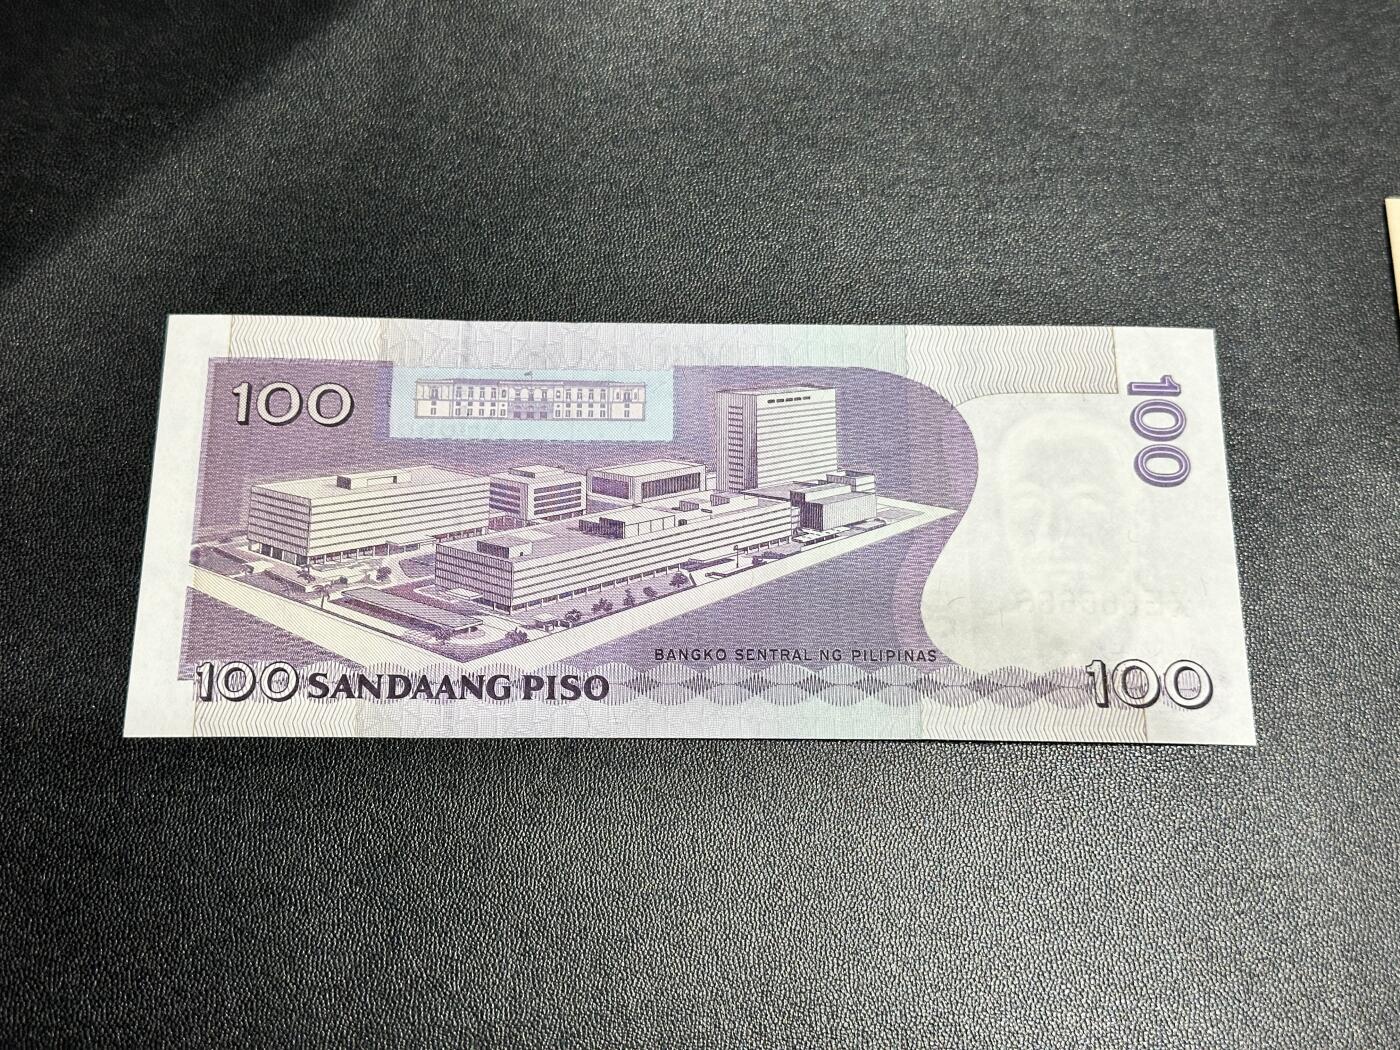 100
100
BANGKO SENTRAL NG PILIPINAS
100 SANDAANG PISO
100